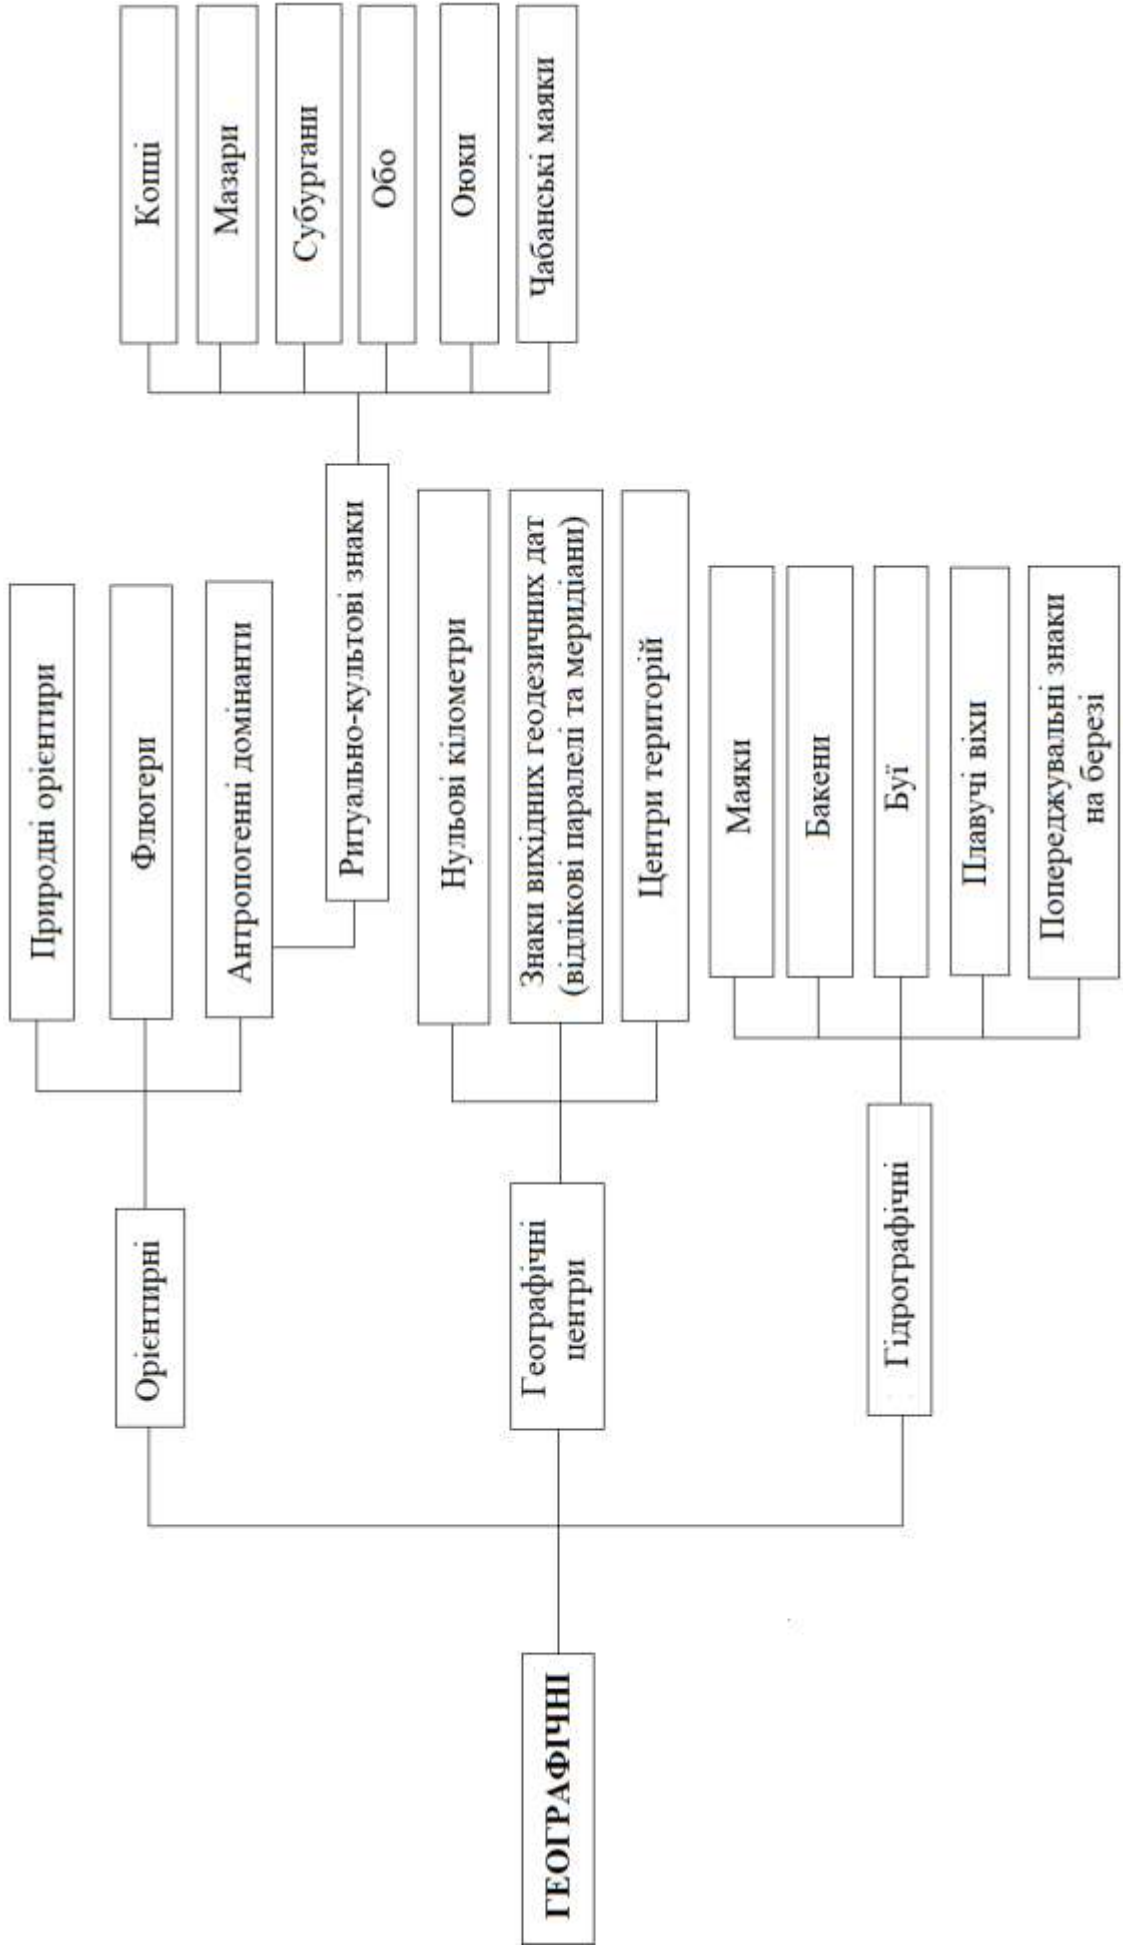 ГЕОГРАФІЧНІ
Орієнтирні
Природні орієнтири
Флюгери
Антропогенні домінанти
Ритуально-культові знаки
Копці
Мазари
Субургани
Обо
Оюки
Чабанські маяки
Географічні
центри
Нульові кілометри
Знаки вихідних геодезичних дат
(відлікові паралелі та меридіани)
Центри територій
Гідрографічні
Маяки
Бакени
Буї
Плавучі віхи
Попереджувальні знаки
на березі